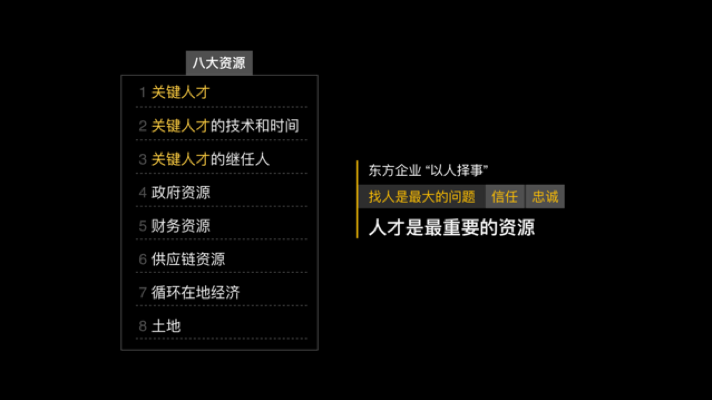 八大资源
1 关键人才
2 关键人才的技术和时间
3 关键人才的继任人
4 政府资源
5 财务资源
6 供应链资源
7 循环在地经济
8 土地
东方企业 “以人择事”
找人是最大的问题 信任 忠诚
人才是最重要的资源